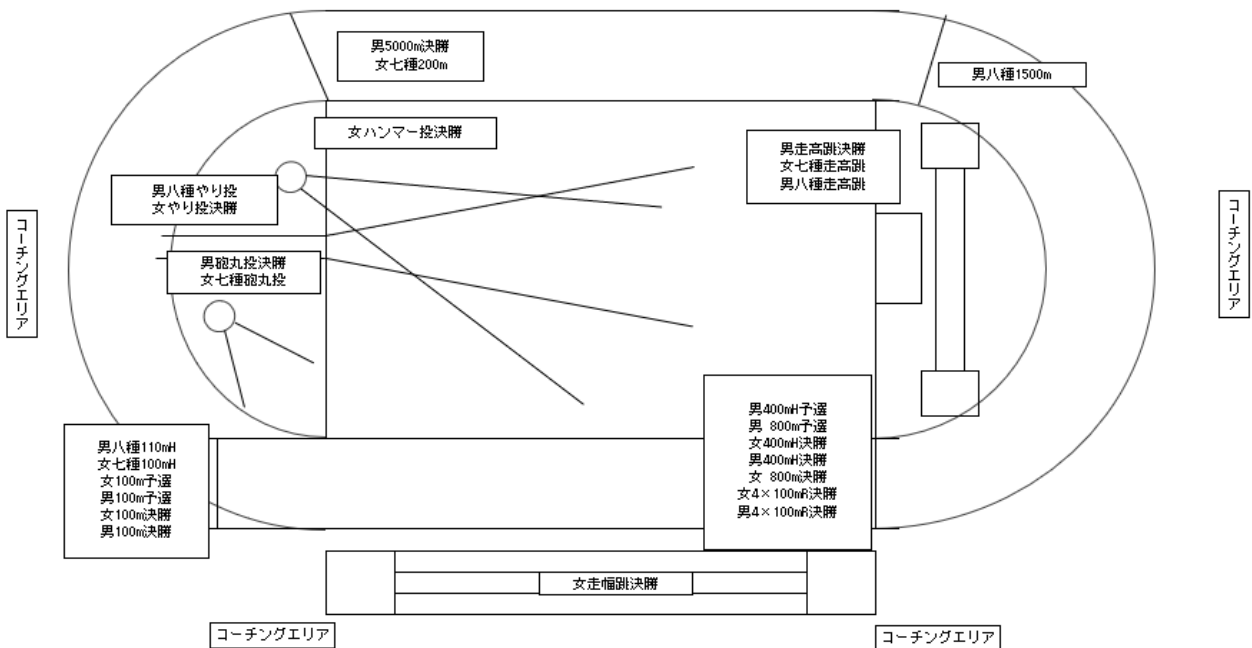 男5000m決勝
女七種200m
男八種1500m
女ハンマー投決勝
男走高跳決勝
女七種走高跳
男八種走高跳
男八種やり投
女やり投決勝
コーチングエリア
コーチングエリア
男砲丸投決勝
女七種砲丸投
男八種110mH
女七種100mH
女100m予選
男100m予選
女100m決勝
男100m決勝
男400mH予選
男 800m予選
女400mH決勝
男400mH決勝
女 800m決勝
女4×100mR決勝
男4×100mR決勝
女走幅跳決勝
コーチングエリア
コーチングエリア